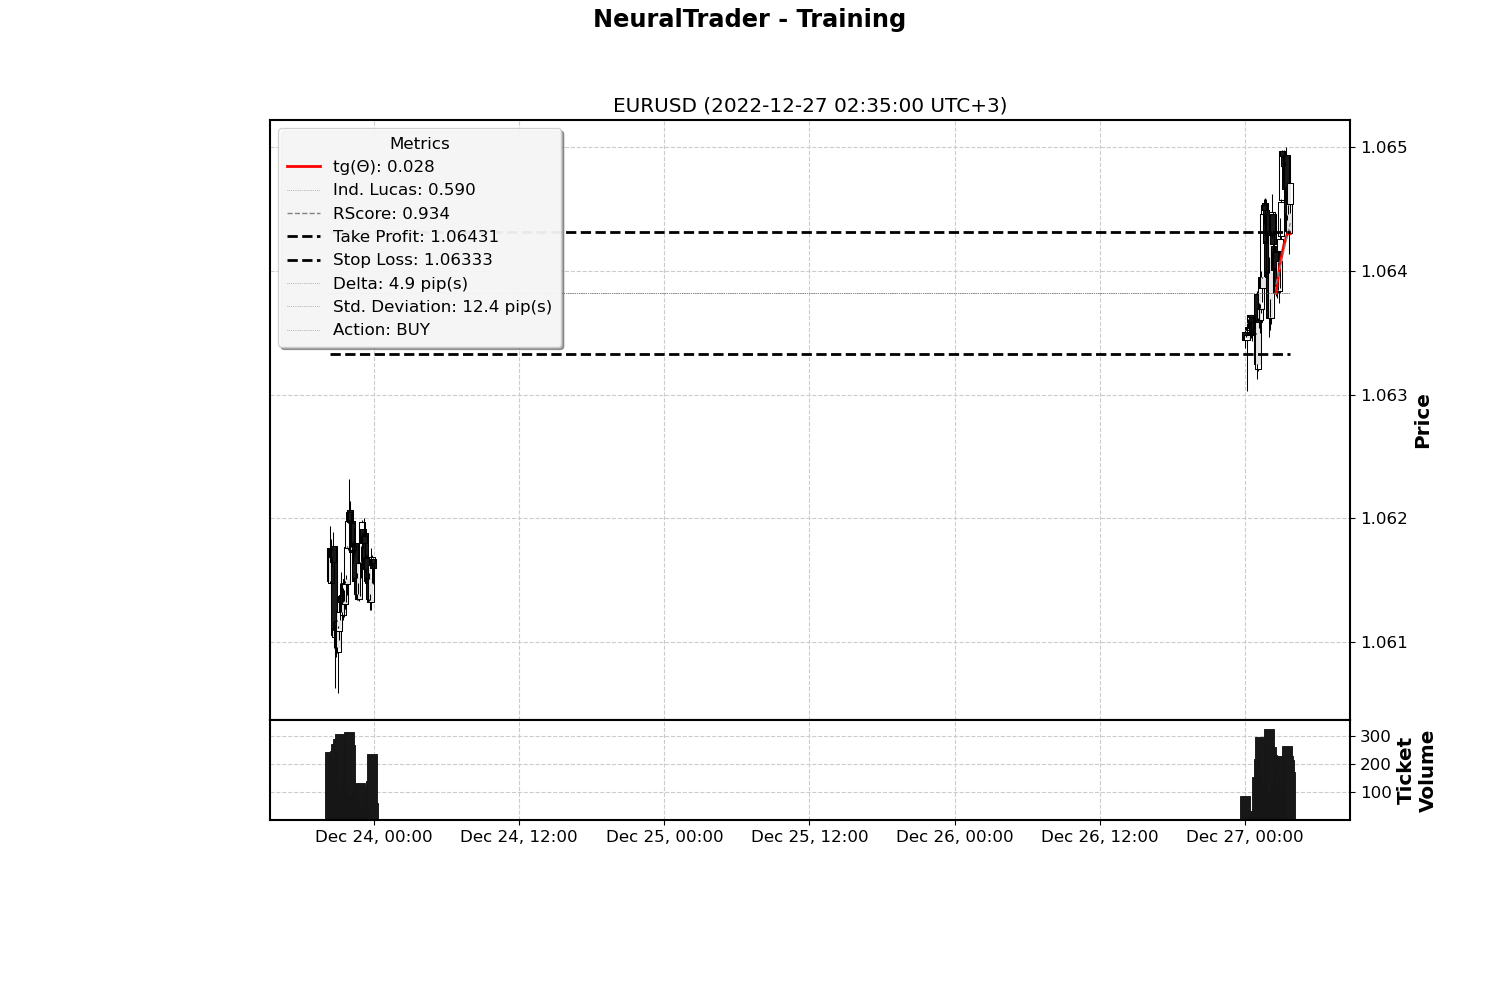 NeuralTrader - Training
EURUSD (2022-12-27 02:35:00 UTC+3)
Metrics
tg(Θ): 0.028
Ind. Lucas: 0.590
RScore: 0.934
Take Profit: 1.06431
Stop Loss: 1.06333
Delta: 4.9 pip(s)
Std. Deviation: 12.4 pip(s)
Action: BUY
1.065
1.064
1.063
1.062
1.061
Price
300
200
100
Ticket
Volume
Dec 24, 00:00
Dec 24, 12:00
Dec 25, 00:00
Dec 25, 12:00
Dec 26, 00:00
Dec 26, 12:00
Dec 27, 00:00